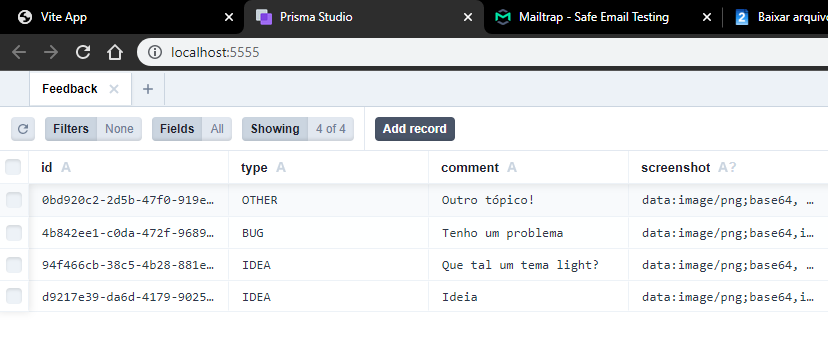 Vite App Prisma Studio Mailtrap - Safe Email Testing Baixar arquivo
localhost:5555
Feedback
Filters None Fields All Showing 4 of 4 Add record
id A type A comment A screenshot A?
0bd920c2-2d5b-47f0-919e… OTHER Outro tópico! data:image/png;base64, …
4b842ee1-c0da-472f-9689… BUG Tenho um problema data:image/png;base64,i…
94f466cb-38c5-4b28-881e… IDEA Que tal um tema light? data:image/png;base64, …
d9217e39-da6d-4179-9025… IDEA Ideia data:image/png;base64,i…